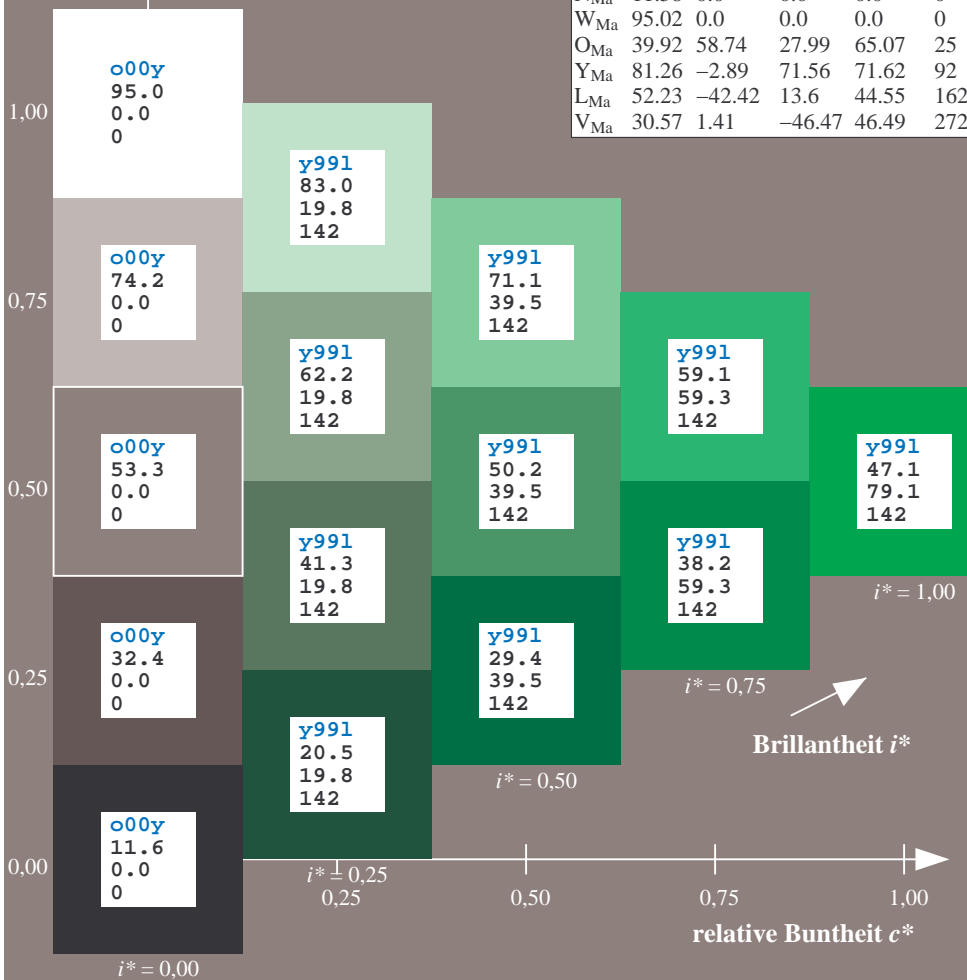 W_Ma 95.02 0.0 0.0 0.0 0
O_Ma 39.92 58.74 27.99 65.07 25
Y_Ma 81.26 −2.89 71.56 71.62 92
L_Ma 52.23 −42.42 13.6 44.55 162
V_Ma 30.57 1.41 −46.47 46.49 272
1,00
0,75
0,50
0,25
0,00
o00y
95.0
0.0
0
o00y
74.2
0.0
0
o00y
53.3
0.0
0
o00y
32.4
0.0
0
o00y
11.6
0.0
0
i* = 0,00
y99l
83.0
19.8
142
y99l
62.2
19.8
142
y99l
41.3
19.8
142
y99l
20.5
19.8
142
i* = 0,25
y99l
71.1
39.5
142
y99l
50.2
39.5
142
y99l
29.4
39.5
142
i* = 0,50
y99l
59.1
59.3
142
y99l
38.2
59.3
142
i* = 0,75
y99l
47.1
79.1
142
i* = 1,00
Brillantheit i*
0,25 0,50 0,75 1,00
relative Buntheit c*